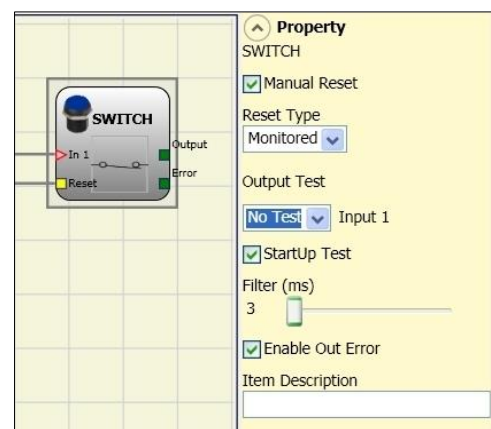 SWITCH
In 1
Reset
Output
Error
Property
SWITCH
Manual Reset
Reset Type
Monitored
Output Test
No Test Input 1
StartUp Test
Filter (ms)
3
Enable Out Error
Item Description